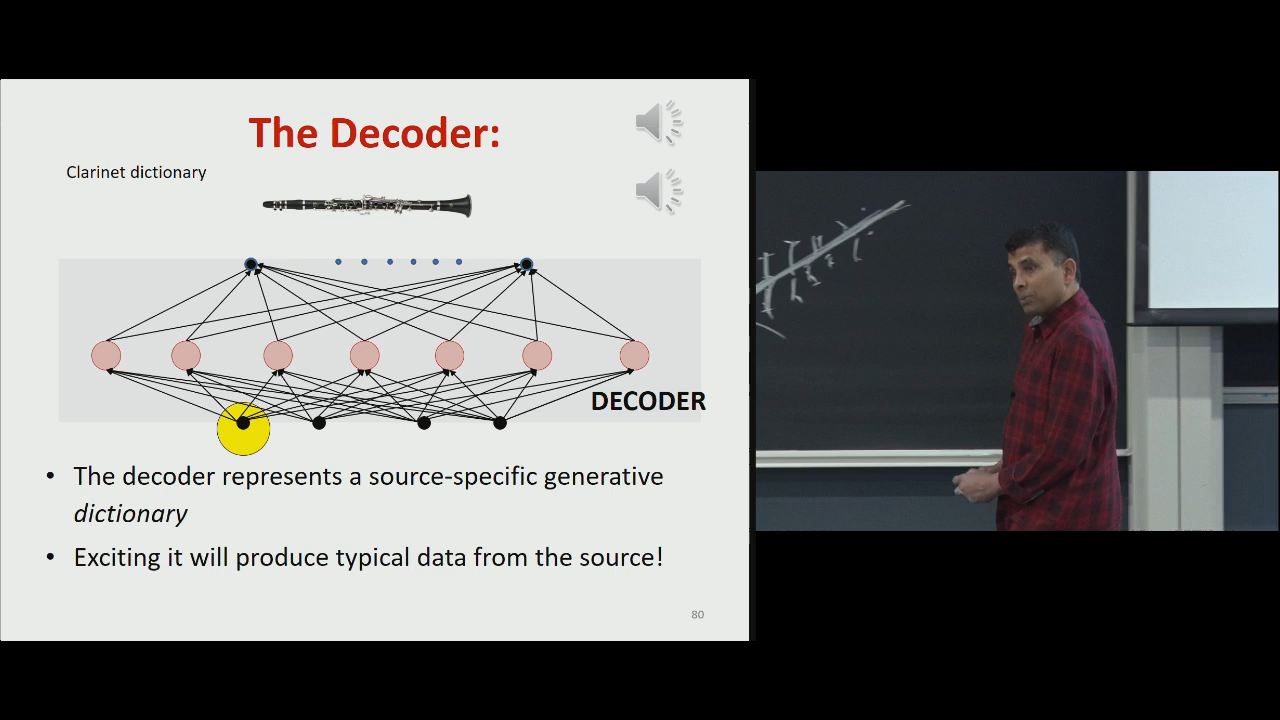 The Decoder:
Clarinet dictionary
DECODER
• The decoder represents a source-specific generative
dictionary
• Exciting it will produce typical data from the source!
80